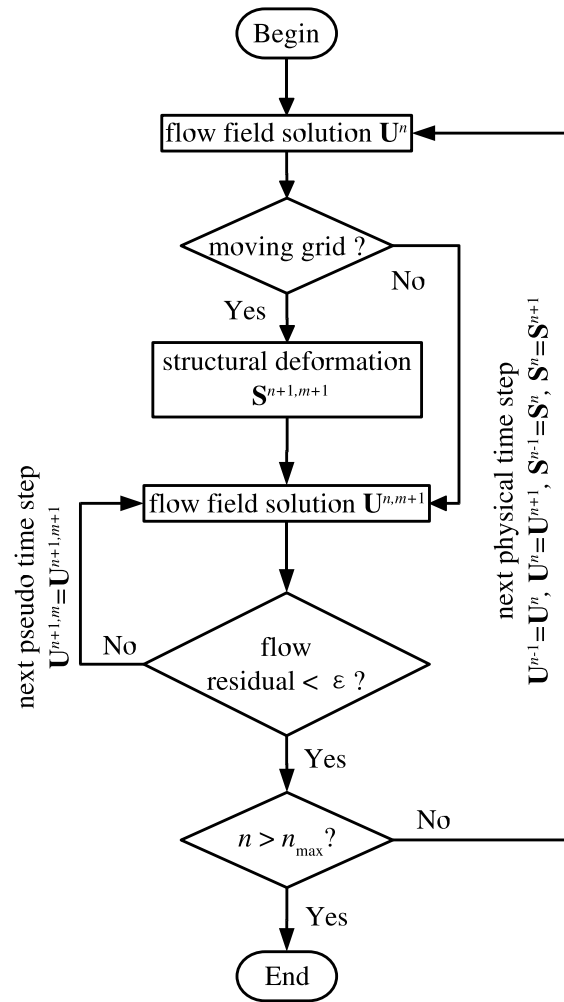 Begin
flow field solution Uⁿ
moving grid ?
No
Yes
structural deformation
Sⁿ⁺¹,ᵐ⁺¹
flow field solution Uⁿ,ᵐ⁺¹
next pseudo time step
Uⁿ⁺¹,ᵐ=Uⁿ⁺¹,ᵐ⁺¹
No
flow
residual < ε ?
Yes
next physical time step
Uⁿ⁻¹=Uⁿ, Uⁿ=Uⁿ⁺¹, Sⁿ⁻¹=Sⁿ, Sⁿ=Sⁿ⁺¹
n > nₘₐₓ?
No
Yes
End